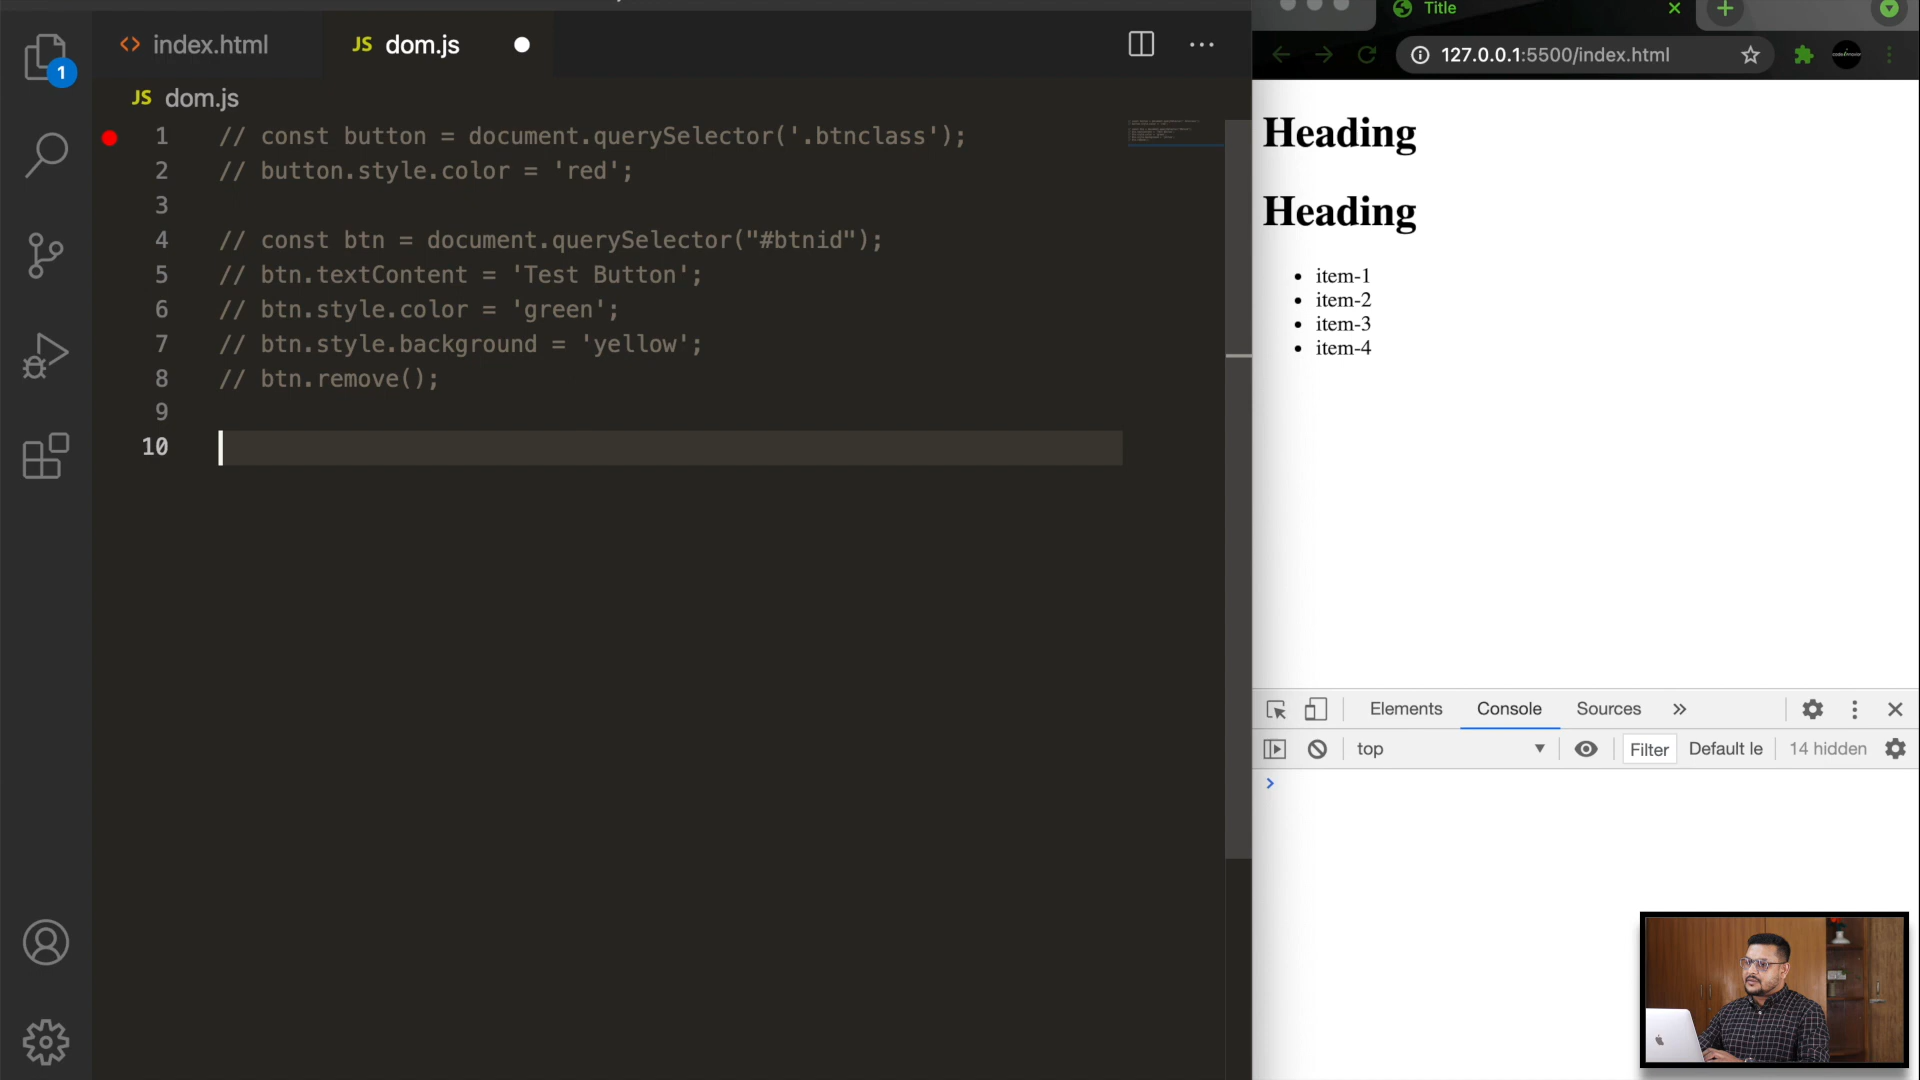 index.html
JS dom.js
1
JS dom.js
1 // const button = document.querySelector('.btnclass');
2 // button.style.color = 'red';
3
4 // const btn = document.querySelector("#btnid");
5 // btn.textContent = 'Test Button';
6 // btn.style.color = 'green';
7 // btn.style.background = 'yellow';
8 // btn.remove();
9
10
Title
127.0.0.1:5500/index.html
Heading
Heading
item-1
item-2
item-3
item-4
Elements Console Sources
top Filter Default le 14 hidden